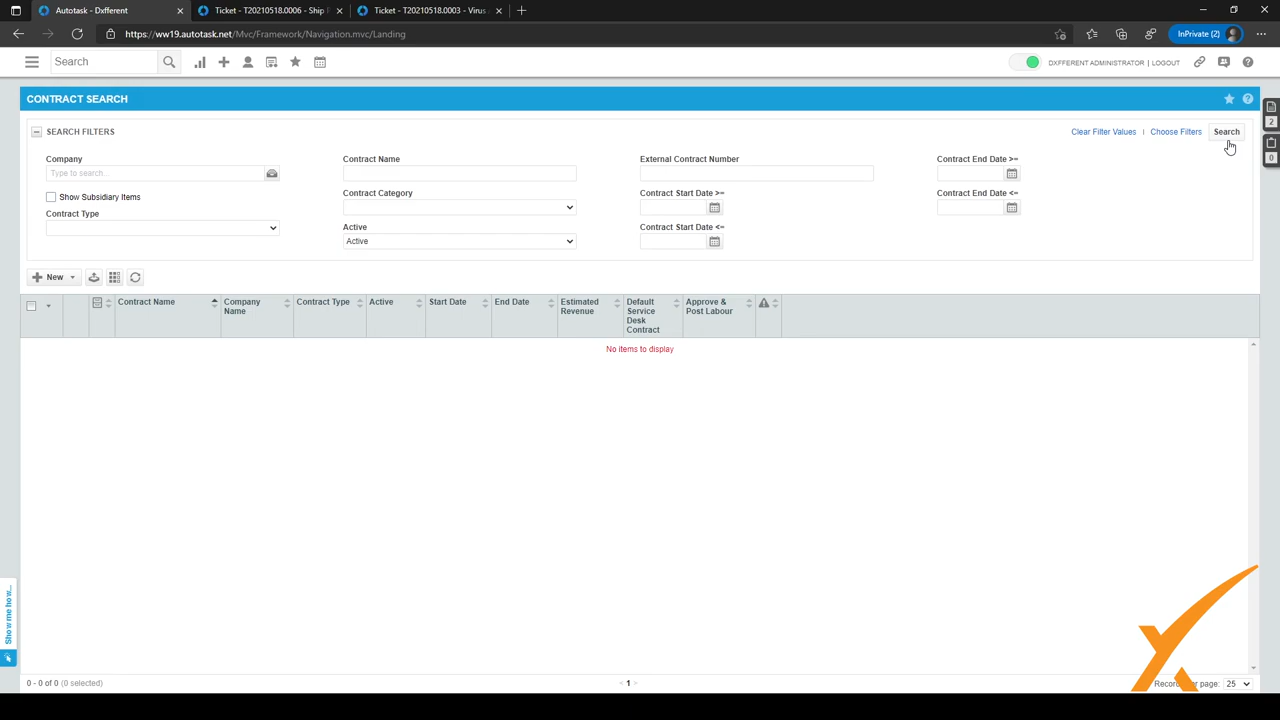 Autotask - Dxfferent
Ticket - T20210518.0006 - Ship P
Ticket - T20210518.0003 - Virus
https://ww19.autotask.net/Mvc/Framework/Navigation.mvc/Landing
InPrivate (2)
Search
DXFFERENT ADMINISTRATOR | LOGOUT
CONTRACT SEARCH
SEARCH FILTERS
Clear Filter Values | Choose Filters
Search
2
0
Company
Type to search...
Show Subsidiary Items
Contract Type
Contract Name
Contract Category
Active
Active
External Contract Number
Contract Start Date >=
Contract Start Date <=
Contract End Date >=
Contract End Date <=
New
Contract Name
Company Name
Contract Type
Active
Start Date
End Date
Estimated Revenue
Default Service Desk Contract
Approve & Post Labour
No items to display
Show me how...
0 - 0 of 0 (0 selected)
< 1 >
Records per page: 25